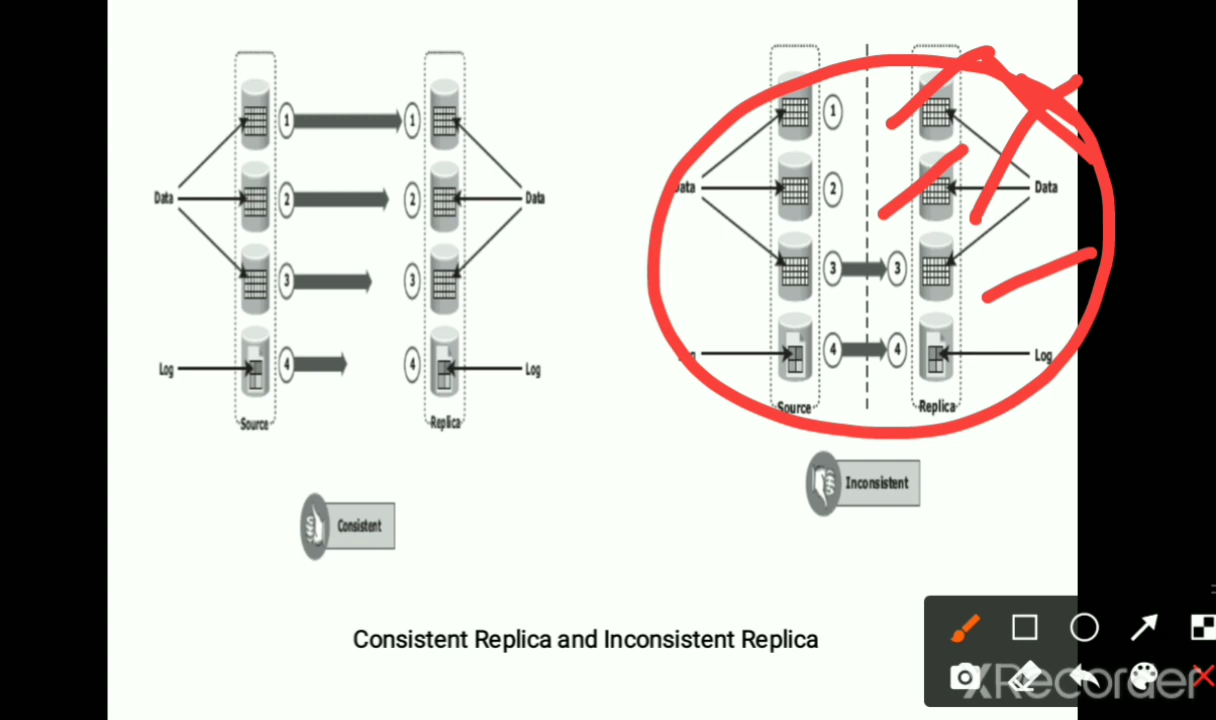 1 1
Data 2 2 Data
3 3
Log 4 4 Log
Source Replica
Consistent
1
Data 2 Data
3 3
4 4 Log
Source Replica
Inconsistent
Consistent Replica and Inconsistent Replica
XRecorder